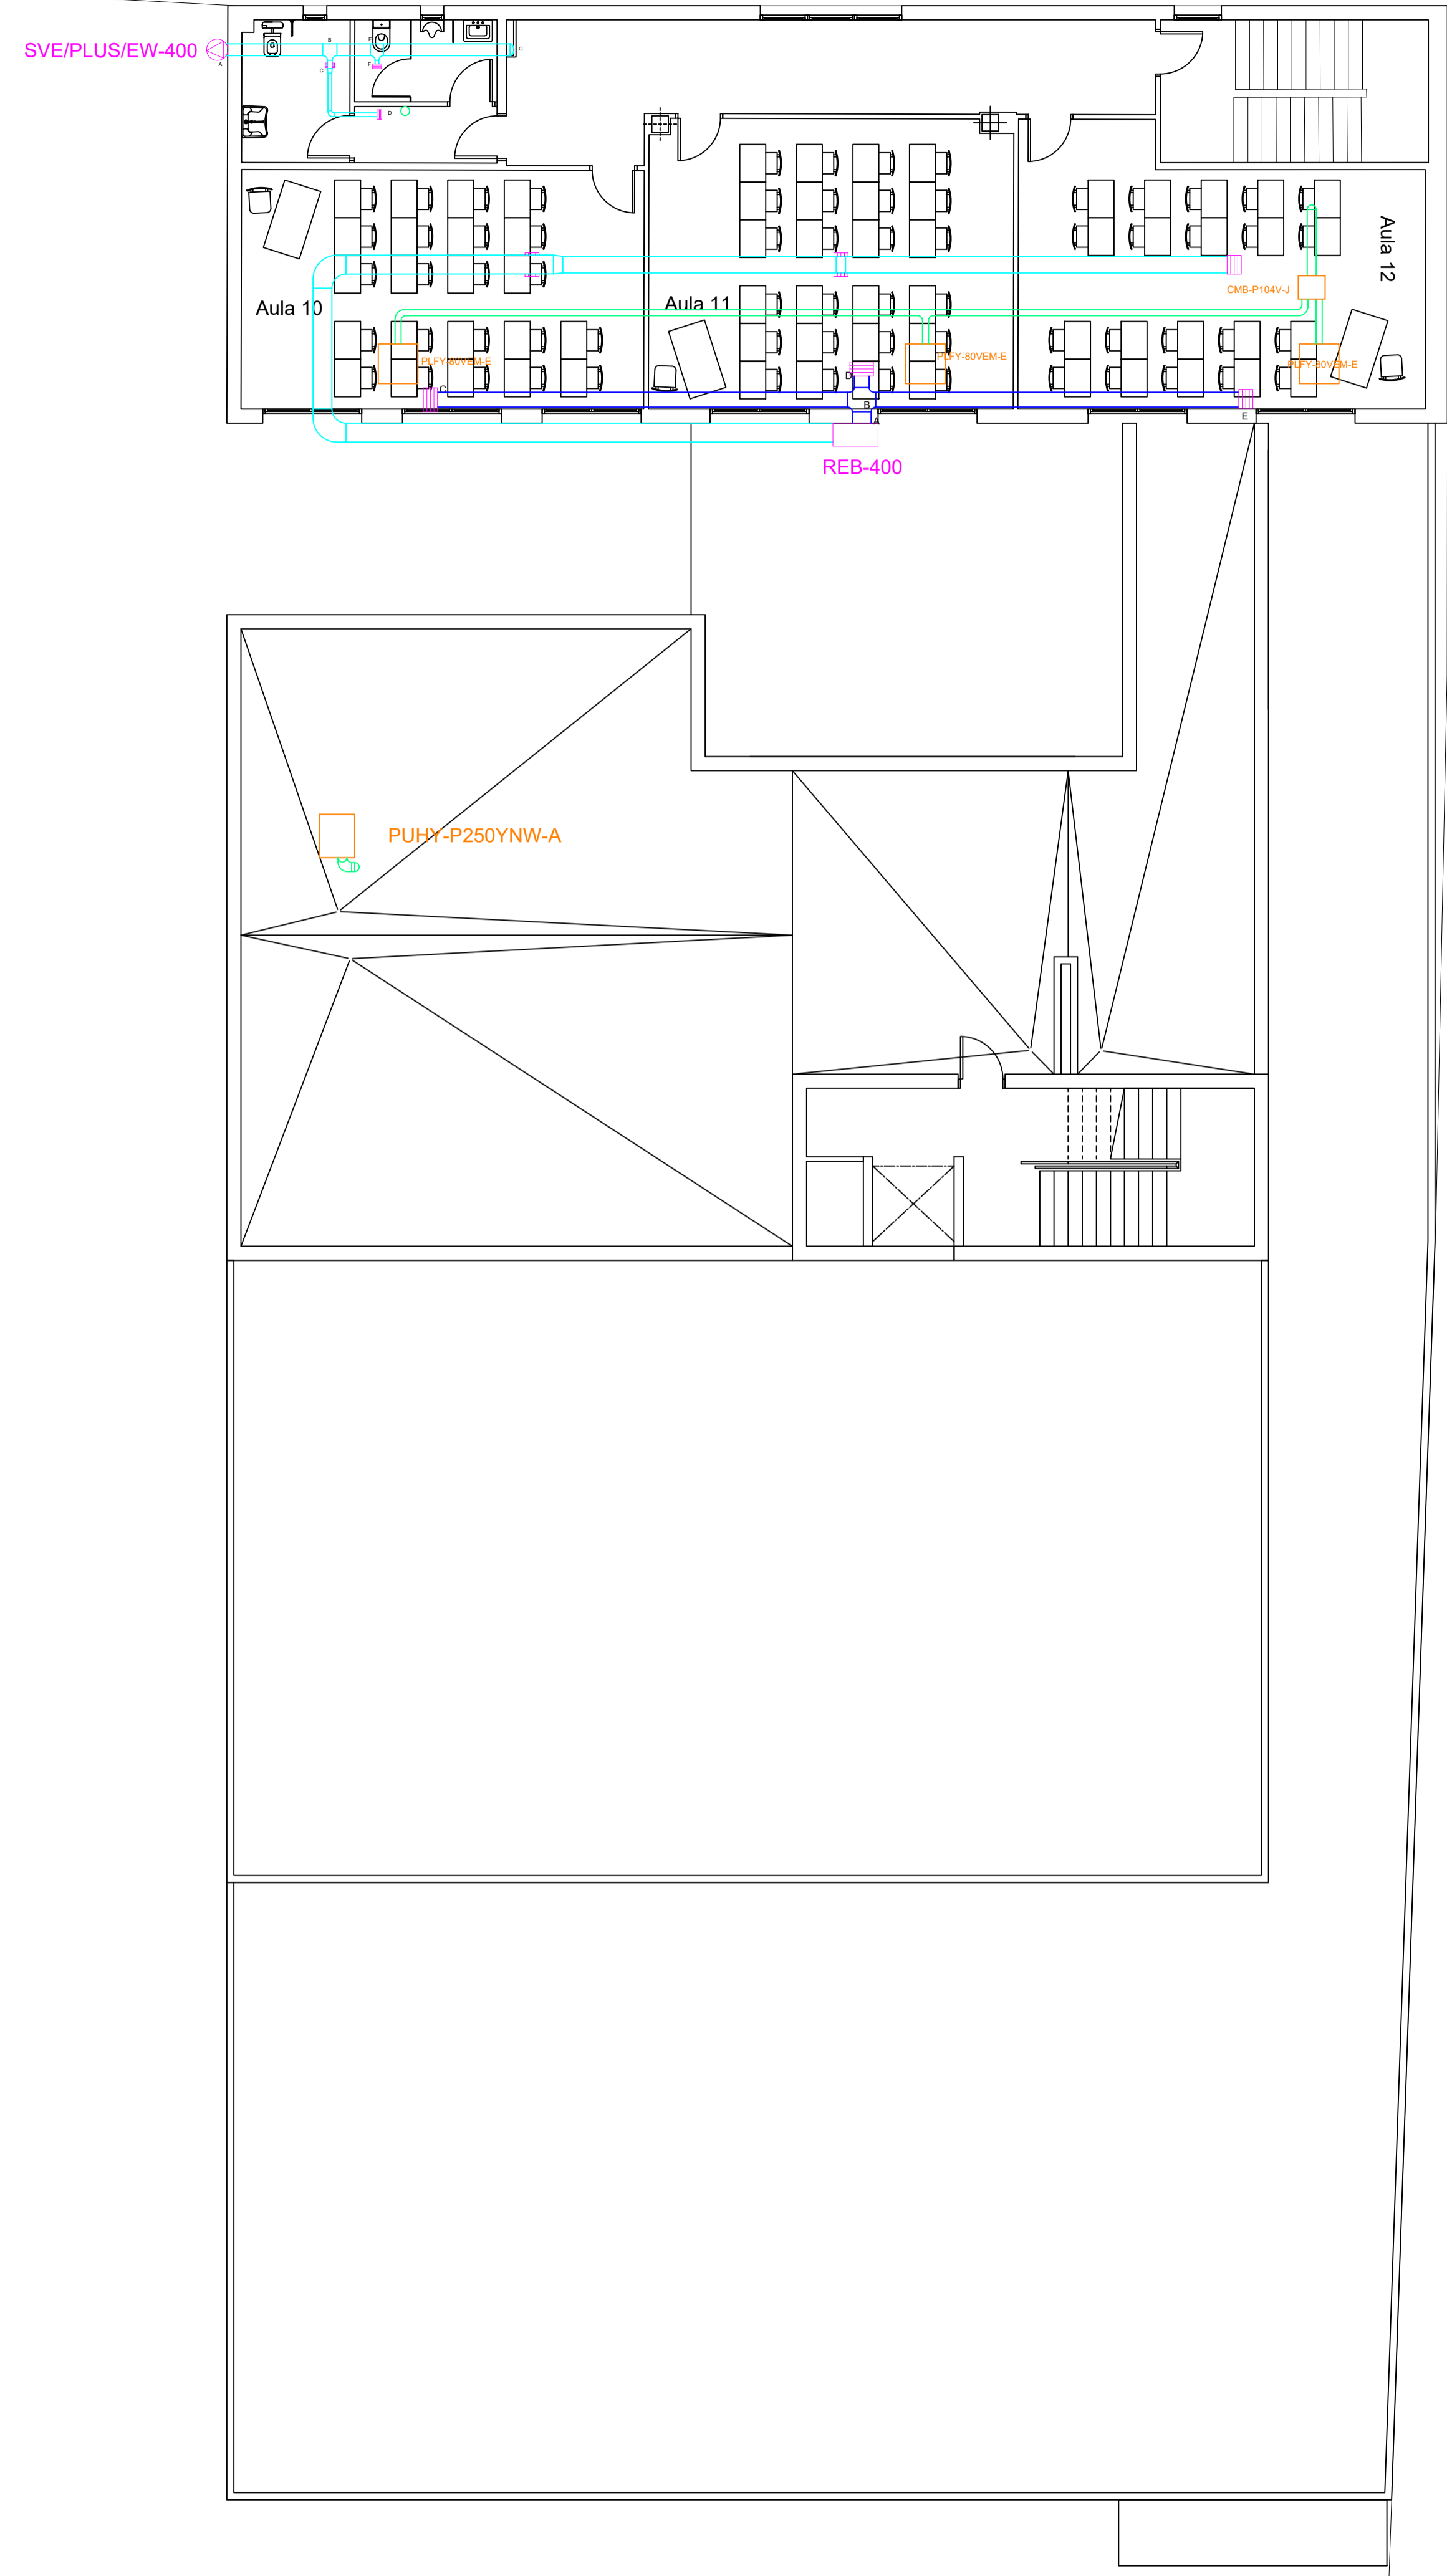 SVE/PLUS/EW-400
A
B
C
D
E
F
G
Aula 10
Aula 11
Aula 12
CMB-P104V-J
PLFY-80VEM-E
PLFY-80VEM-E
PLFY-80VEM-E
C
D
B
A
E
REB-400
PUHY-P250YNW-A